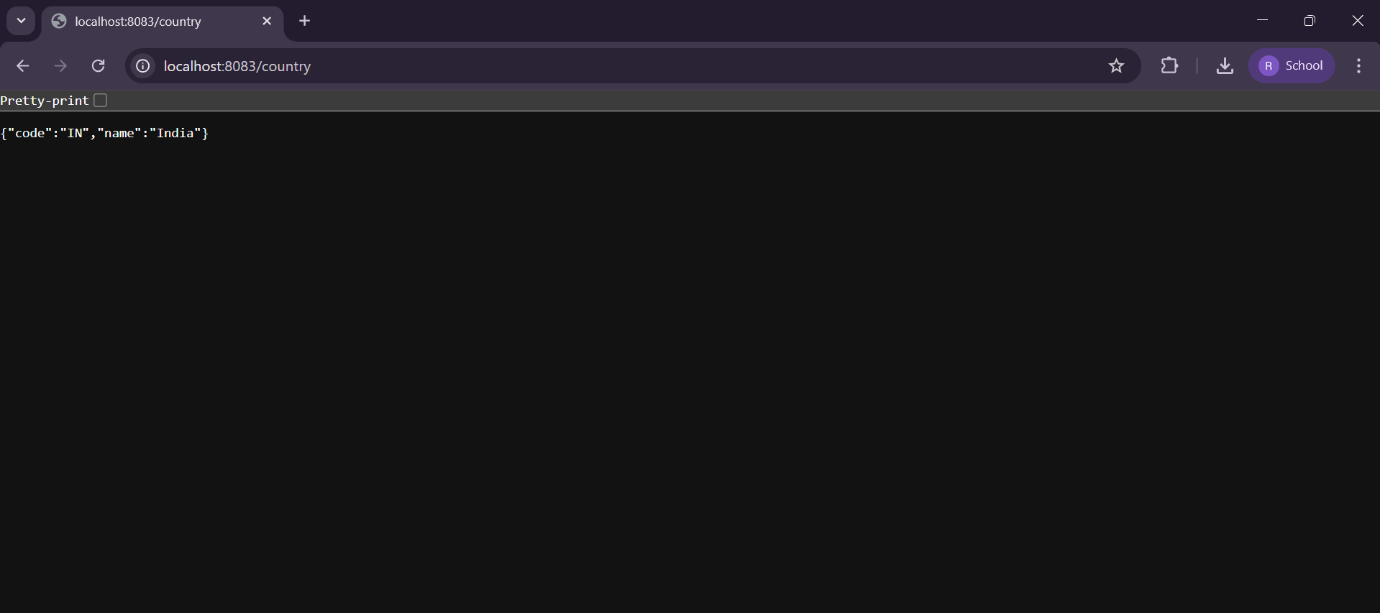 localhost:8083/country
localhost:8083/country
R School
Pretty-print
{"code":"IN","name":"India"}